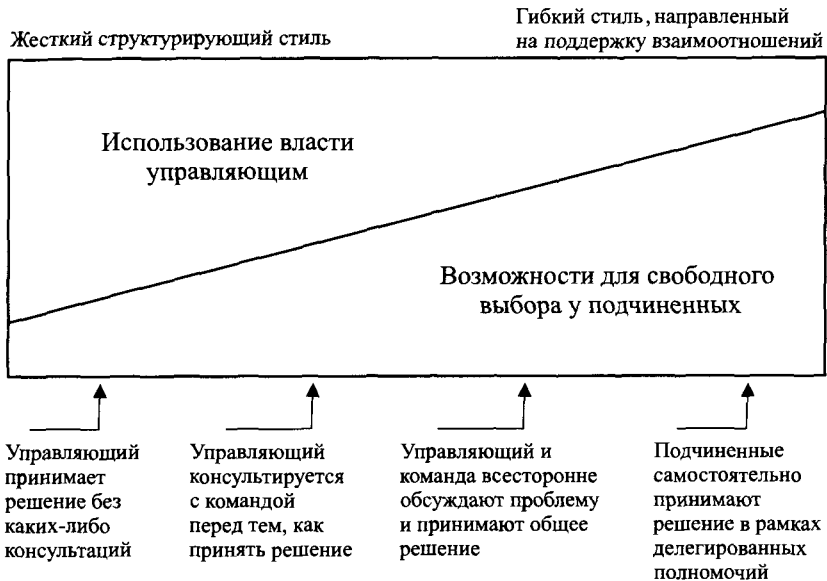 Жесткий структурирующий стиль
Гибкий стиль, направленный
на поддержку взаимоотношений
Использование власти
управляющим
Возможности для свободного
выбора у подчиненных
Управляющий
принимает
решение без
каких-либо
консультаций
Управляющий
консультируется
с командой
перед тем, как
принять решение
Управляющий и
команда всесторонне
обсуждают проблему
и принимают общее
решение
Подчиненные
самостоятельно
принимают
решение в рамках
делегированных
полномочий